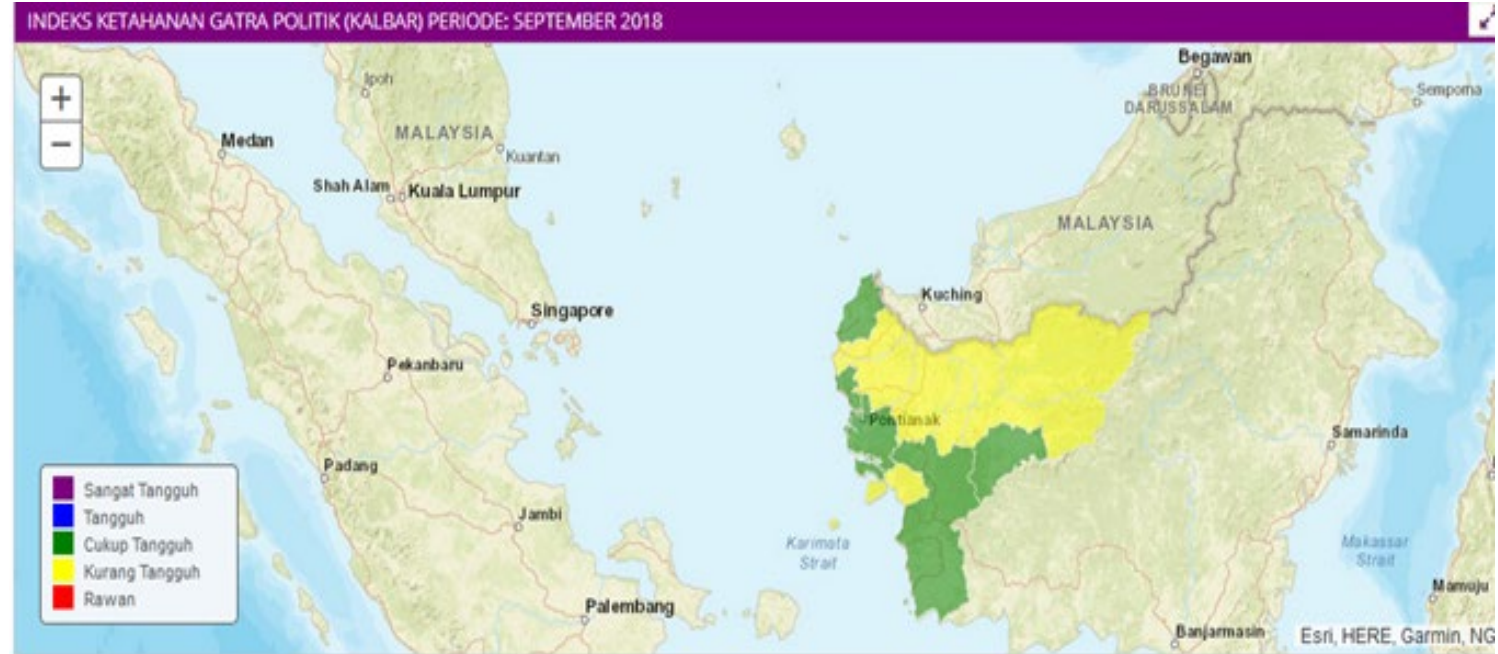 INDEKS KETAHANAN GATRA POLITIK (KALBAR) PERIODE: SEPTEMBER 2018
+
−
Ipoh
Medan
MALAYSIA
Kuantan
Shah Alam
Kuala Lumpur
Singapore
Pekanbaru
Padang
Jambi
Palembang
Begawan
BRUNEI
DARUSSALAM
Semporna
MALAYSIA
Kuching
Pontianak
Samarinda
Karimata
Strait
Makassar
Strait
Mamuju
Banjarmasin
Sangat Tangguh
Tangguh
Cukup Tangguh
Kurang Tangguh
Rawan
Esri, HERE, Garmin, NG